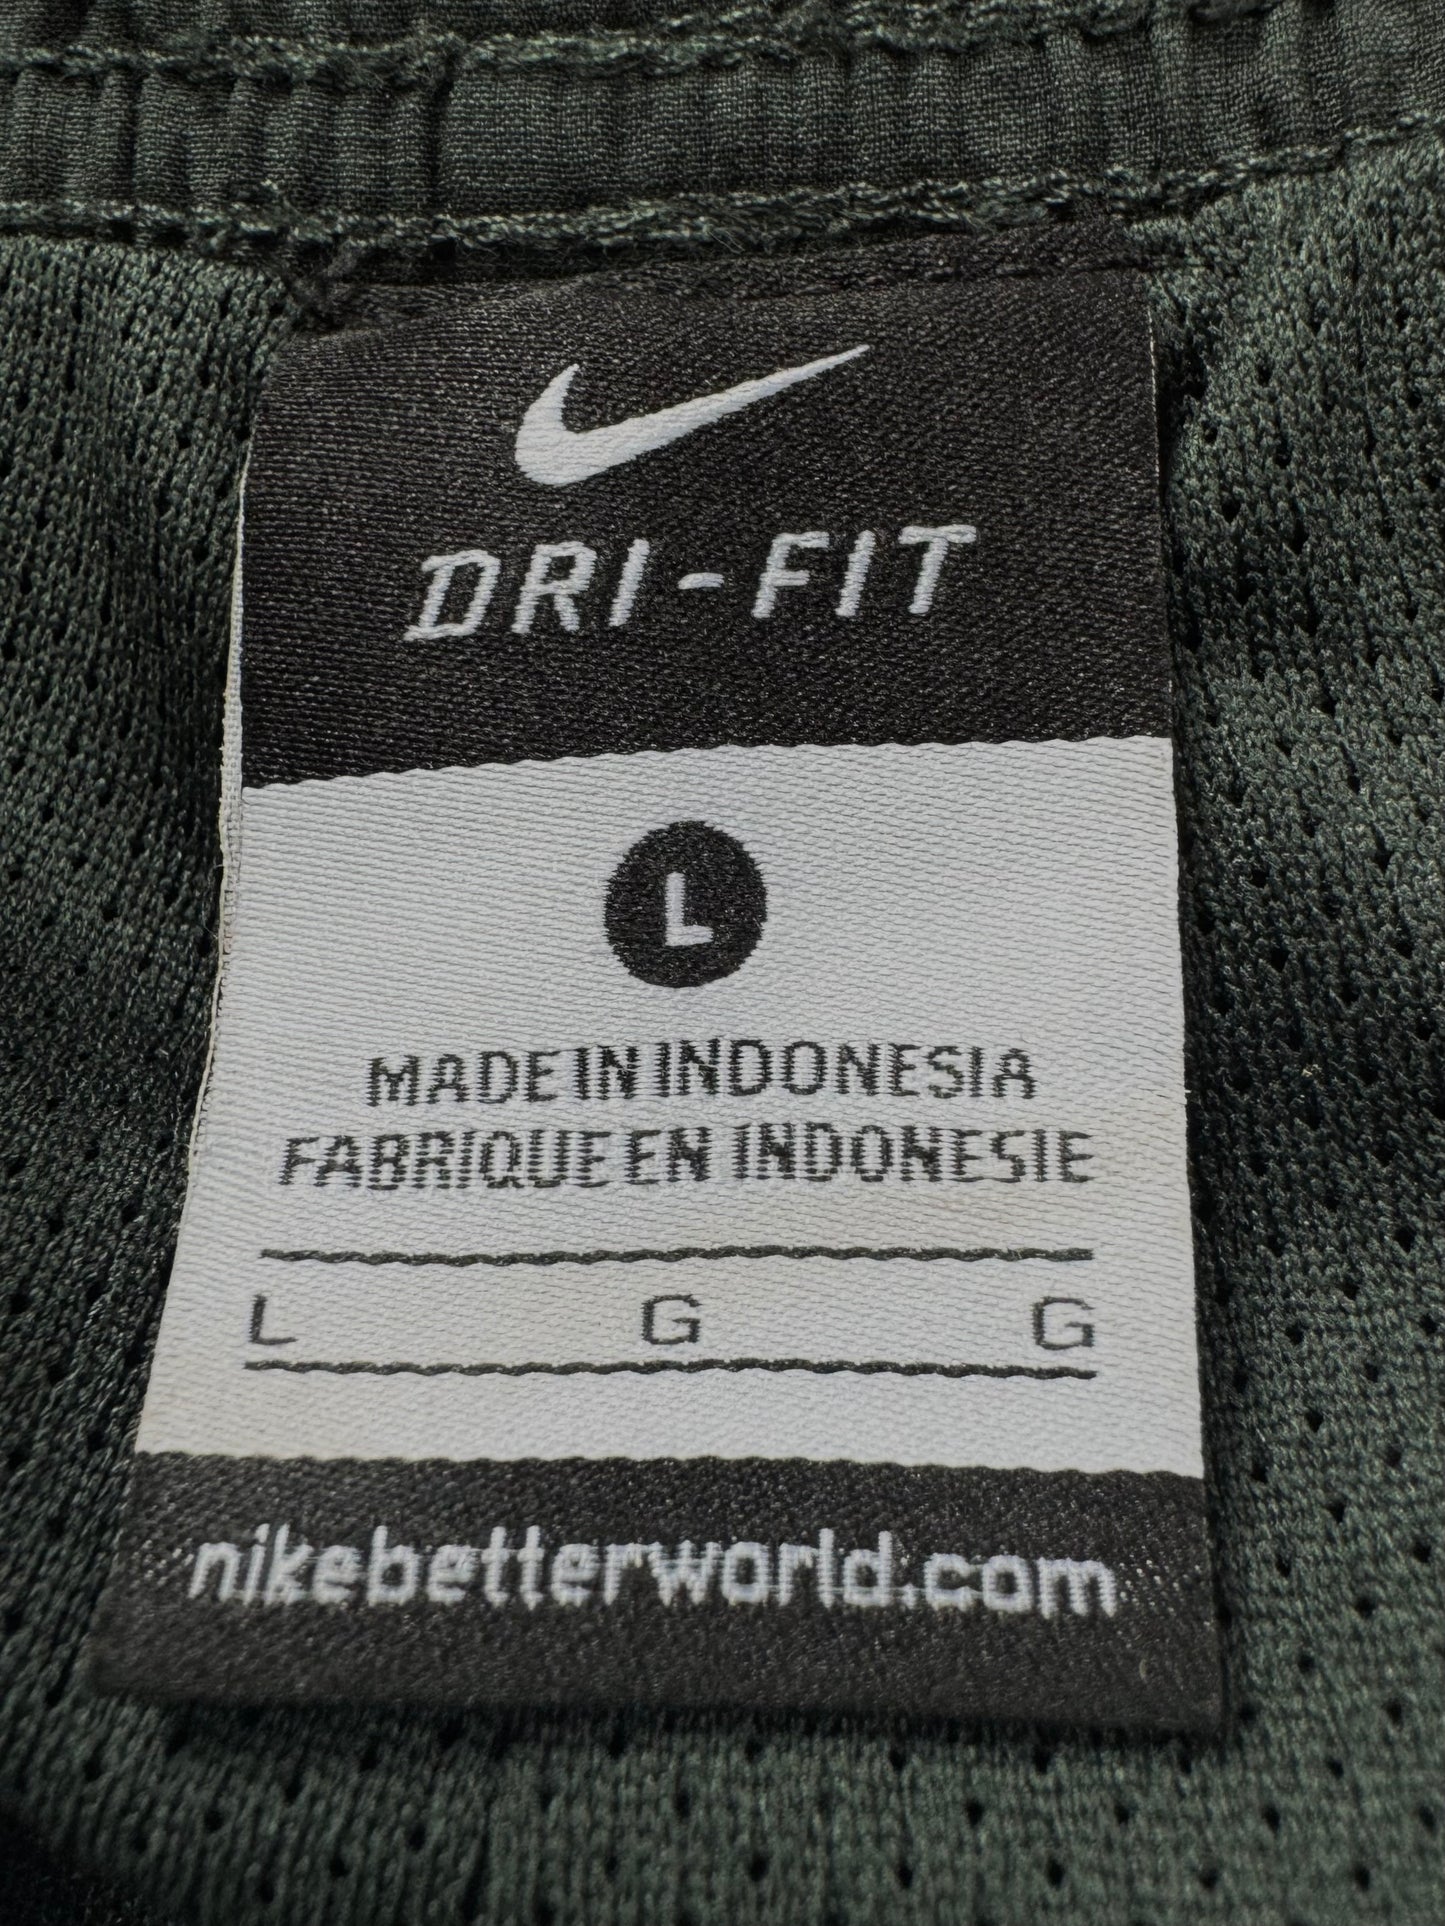 DRI-FIT
L
MADE IN INDONESIA
FABRIQUE EN INDONESIE
L G G
nikebetterworld.com